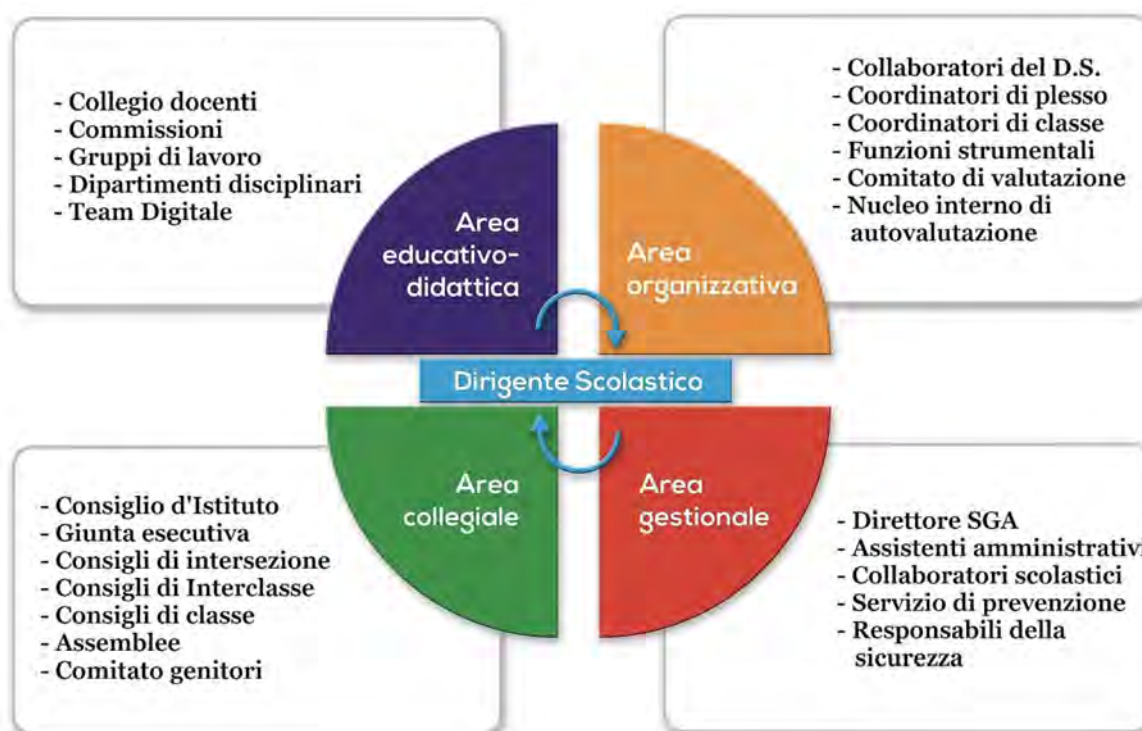 - Collegio docenti
- Commissioni
- Gruppi di lavoro
- Dipartimenti disciplinari
- Team Digitale
- Collaboratori del D.S.
- Coordinatori di plesso
- Coordinatori di classe
- Funzioni strumentali
- Comitato di valutazione
- Nucleo interno di
autovalutazione
Area
educativo-
didattica
Area
organizzativa
Dirigente Scolastico
Area
collegiale
Area
gestionale
- Consiglio d'Istituto
- Giunta esecutiva
- Consigli di intersezione
- Consigli di Interclasse
- Consigli di classe
- Assemblee
- Comitato genitori
- Direttore SGA
- Assistenti amministrativi
- Collaboratori scolastici
- Servizio di prevenzione
- Responsabili della
sicurezza